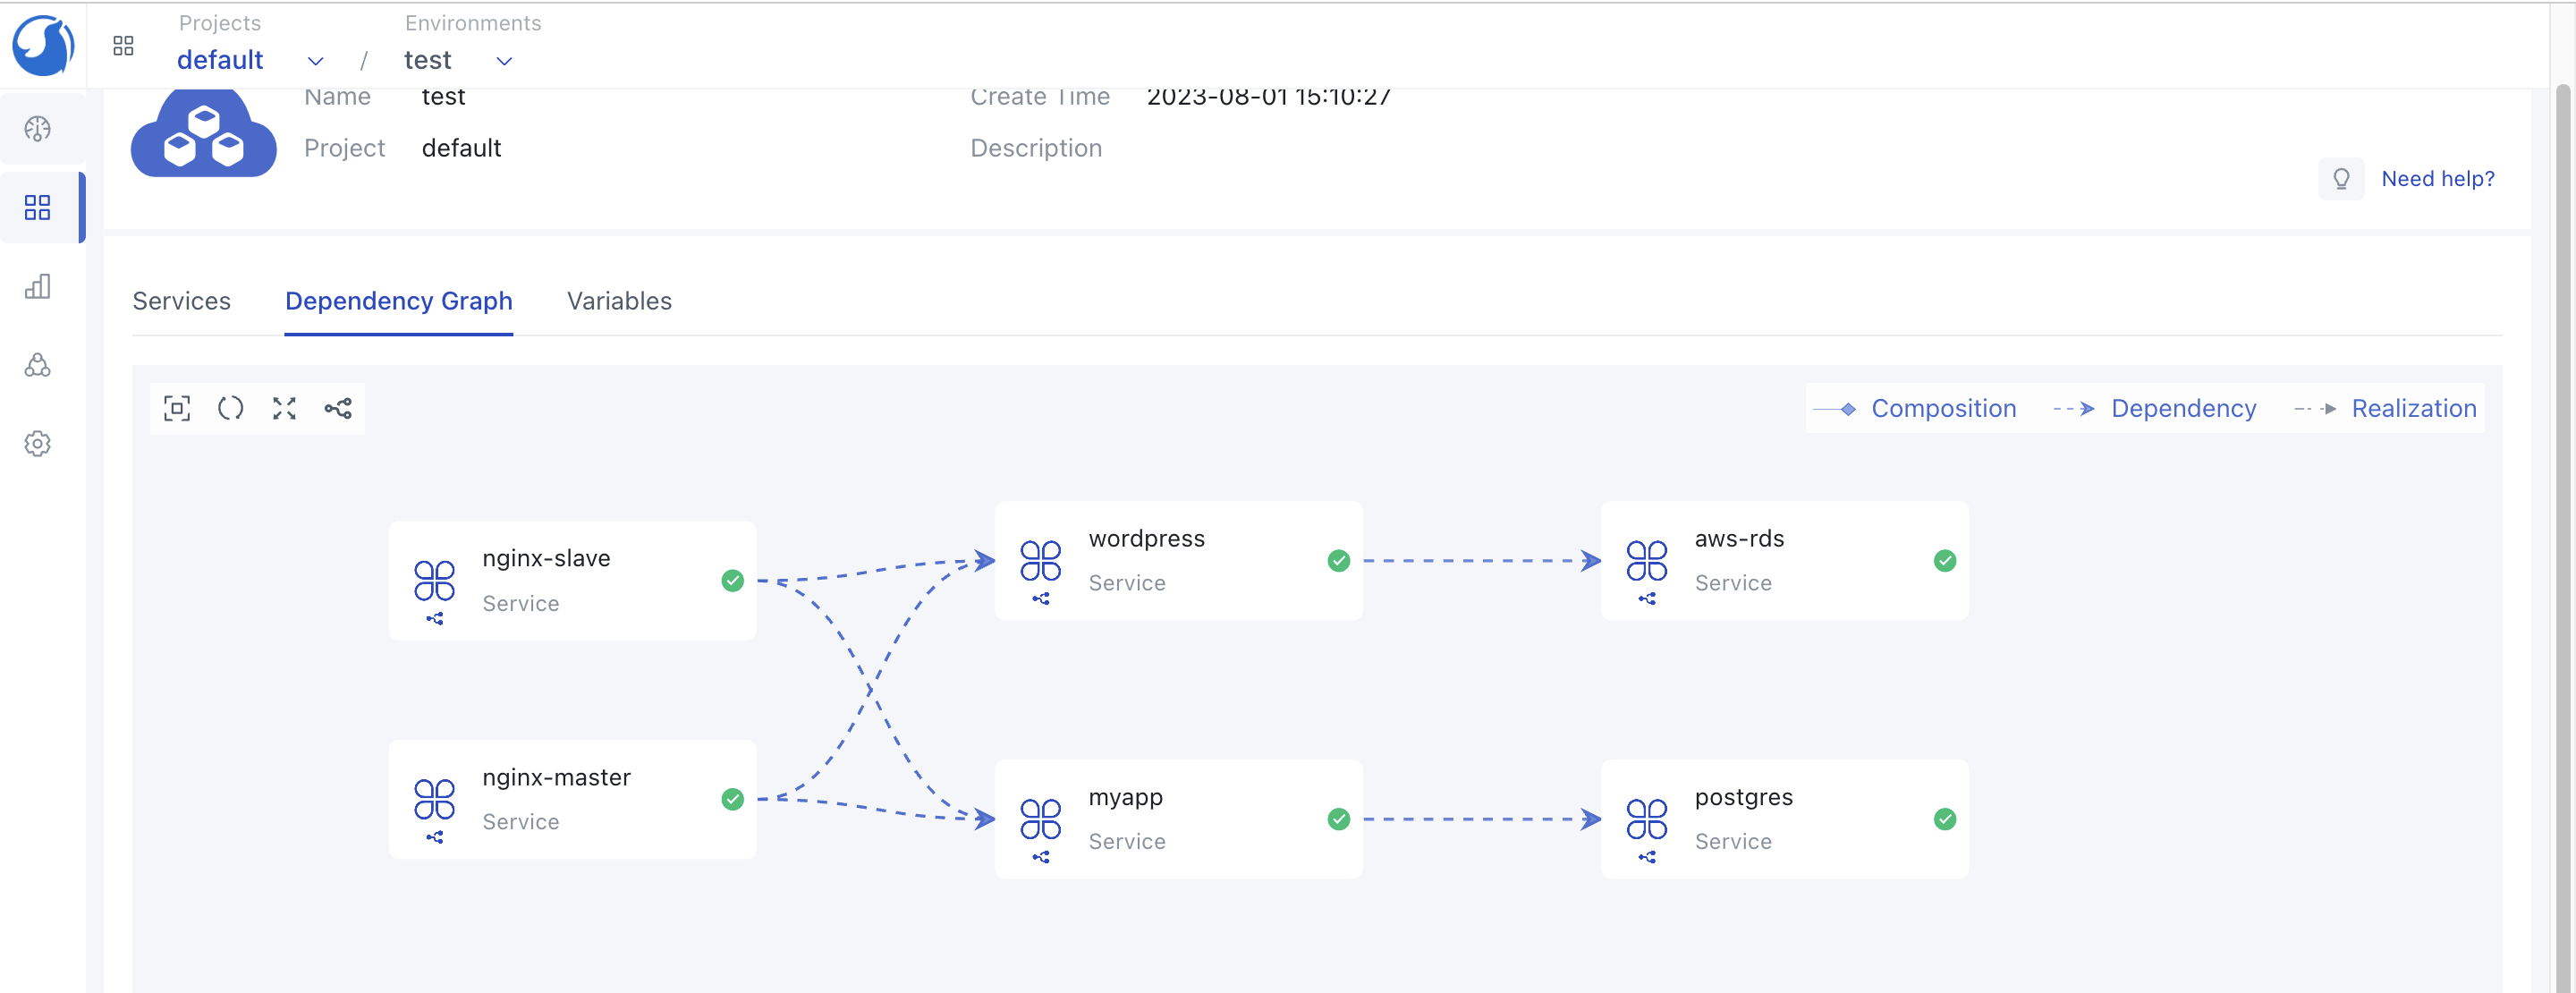 Projects
Environments
default / test
Name test
Create Time 2023-08-01 15:10:27
Project default
Description
Need help?
Services
Dependency Graph
Variables
Composition
Dependency
Realization
nginx-slave
Service
wordpress
Service
aws-rds
Service
nginx-master
Service
myapp
Service
postgres
Service